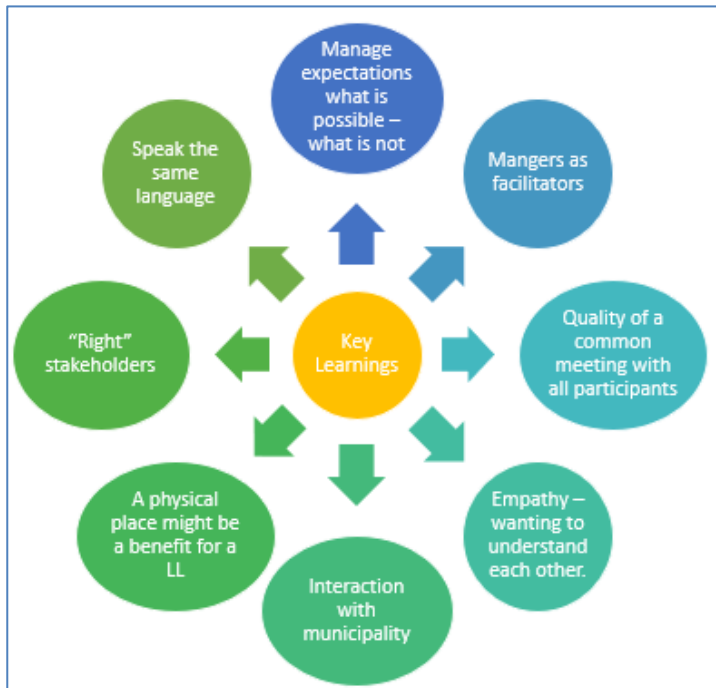 Manage
expectations
what is
possible –
what is not
Mangers as
facilitators
Quality of a
common
meeting with
all participants
Empathy –
wanting to
understand
each other.
Interaction
with
municipality
A physical
place might be
a benefit for a
LL
“Right”
stakeholders
Speak the
same
language
Key
Learnings